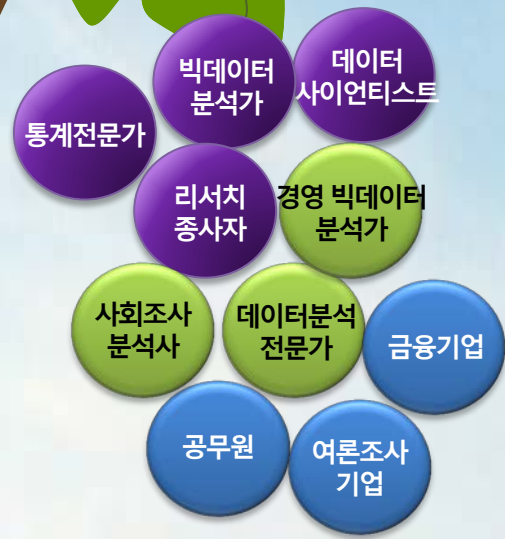 빅데이터
분석가
데이터
사이언티스트
통계전문가
리서치
종사자
경영 빅데이터
분석가
사회조사
분석사
데이터분석
전문가
금융기업
공무원
여론조사
기업